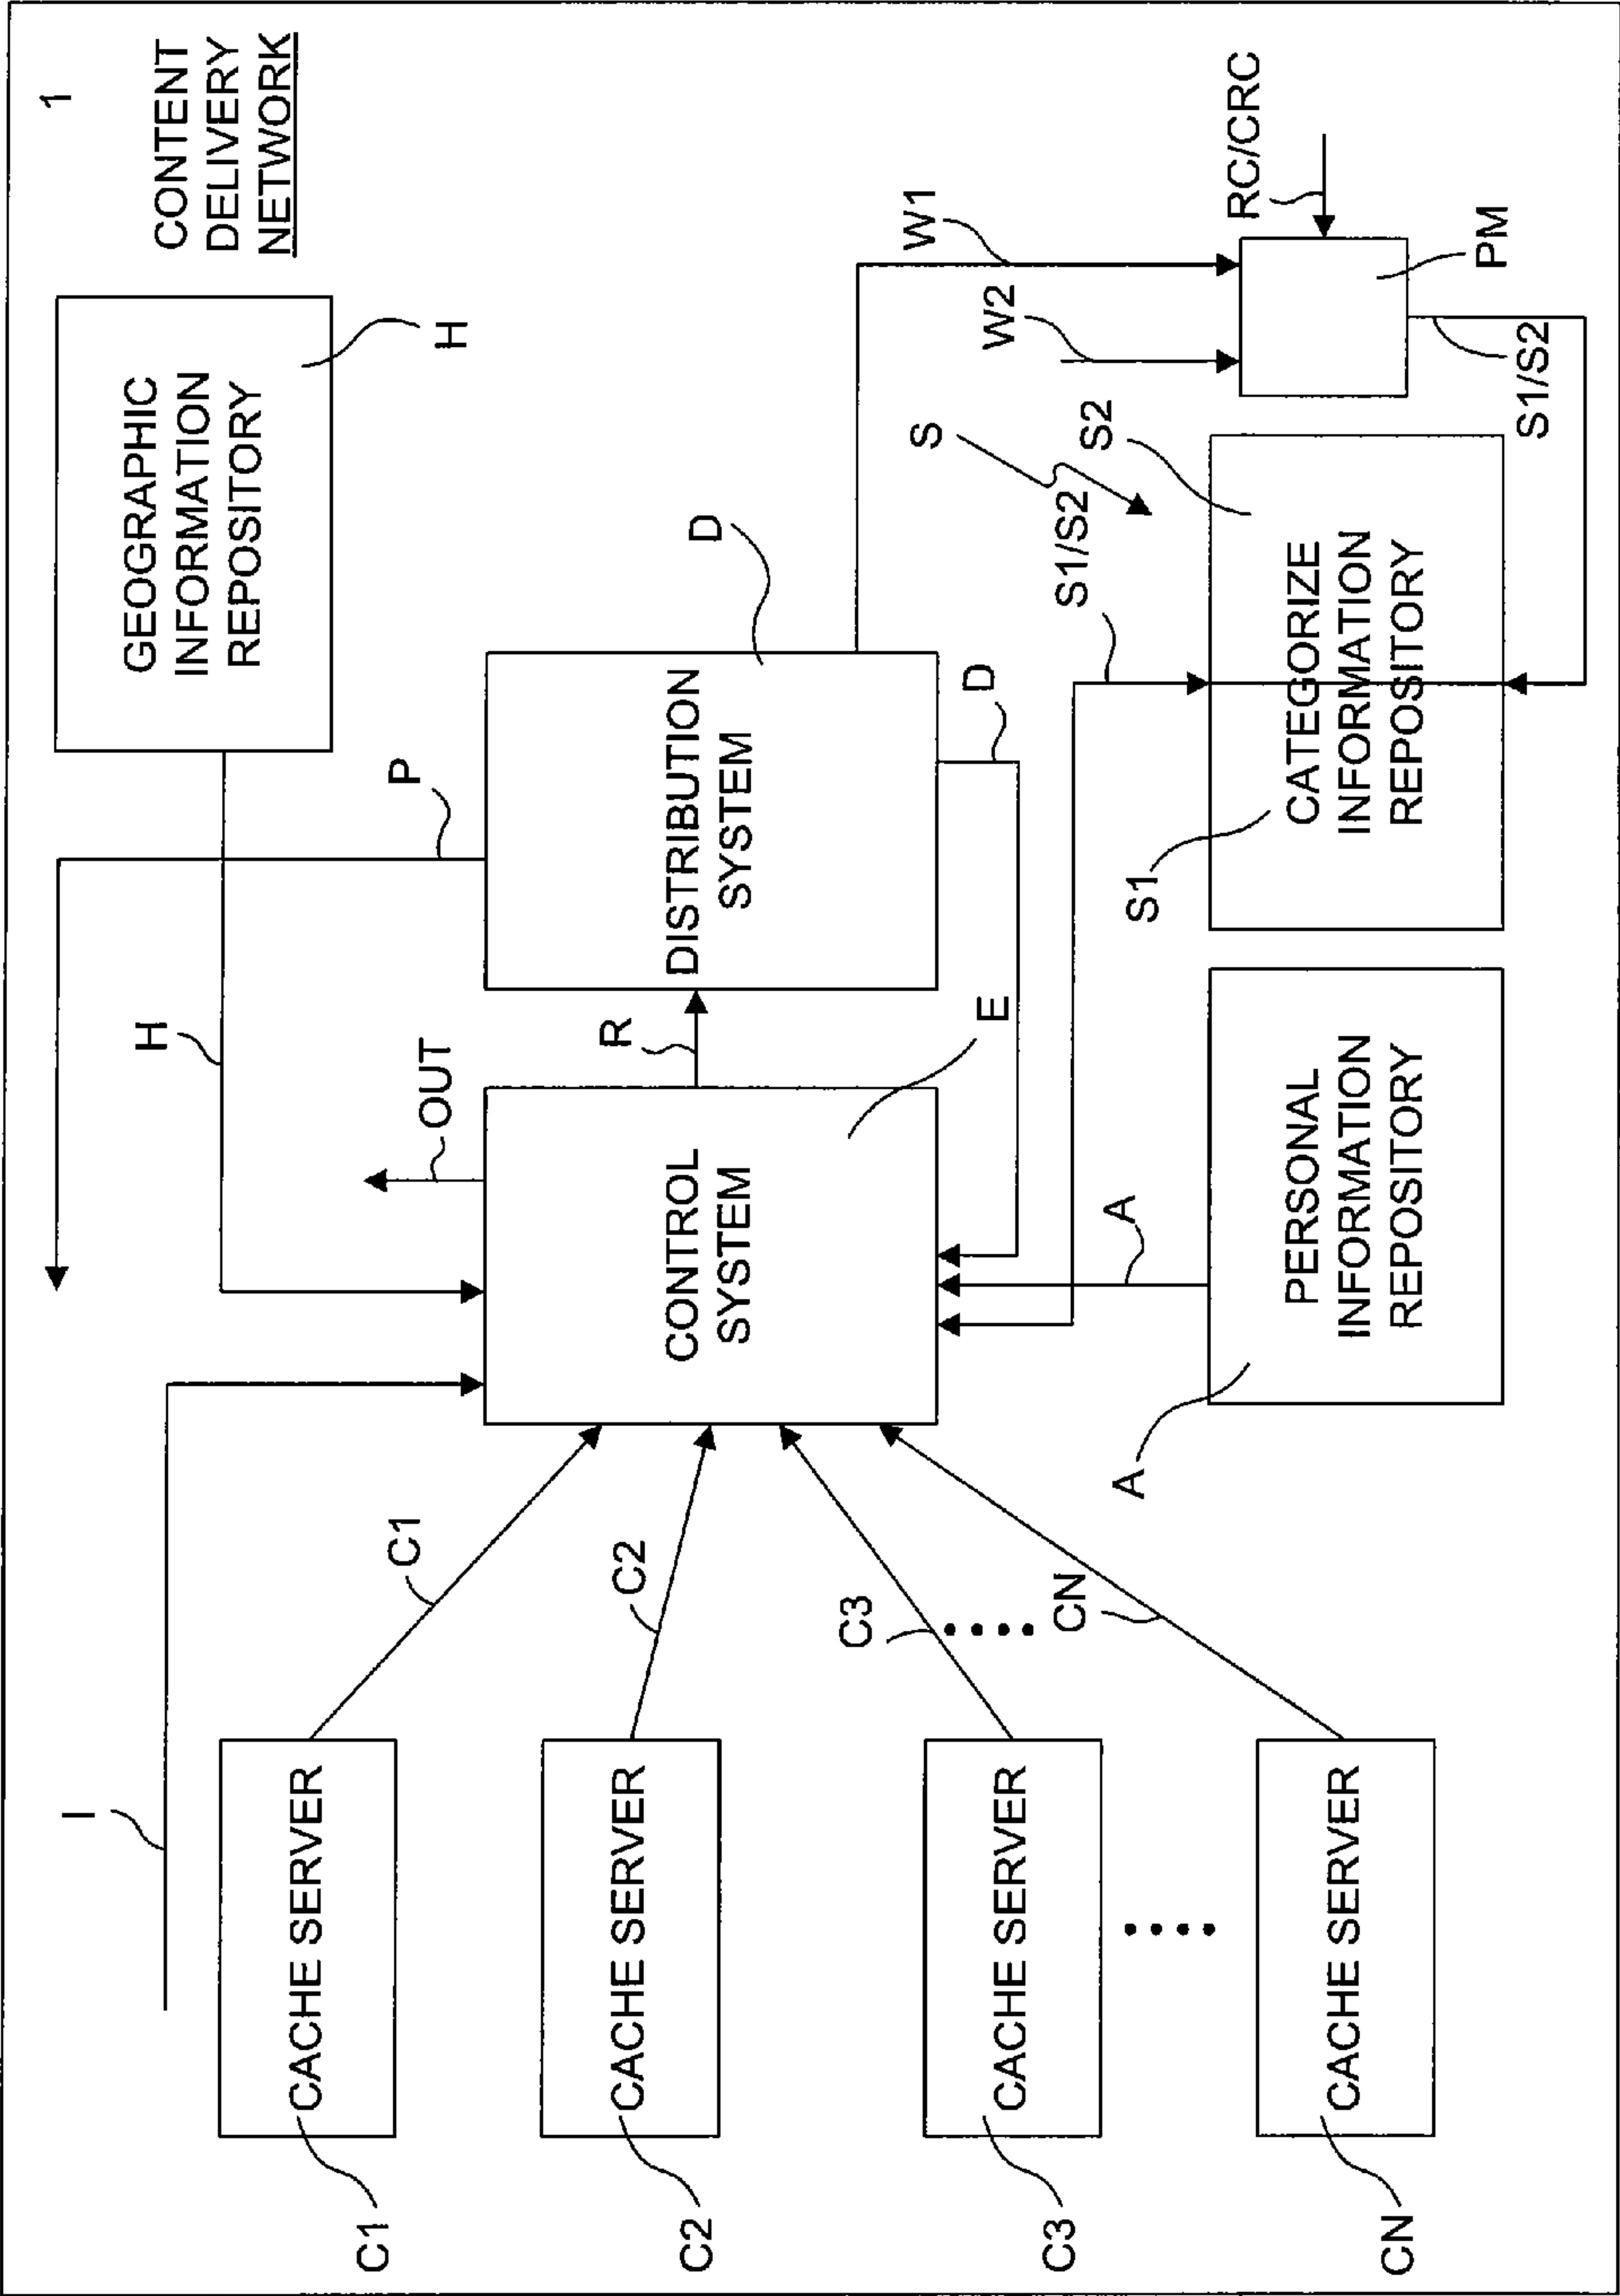 1
CONTENT
DELIVERY
NETWORK
GEOGRAPHIC
INFORMATION
REPOSITORY
H
P
H
I
OUT
R
D
DISTRIBUTION
SYSTEM
CONTROL
SYSTEM
E
D
C1
C2
C3
CN
CACHE SERVER
C1
CACHE SERVER
C2
CACHE SERVER
C3
CACHE SERVER
CN
W1
W2
RC/CRC
PM
S1/S2
S
S2
S1/S2
S1
CATEGORIZE
INFORMATION
REPOSITORY
A
PERSONAL
INFORMATION
REPOSITORY
A